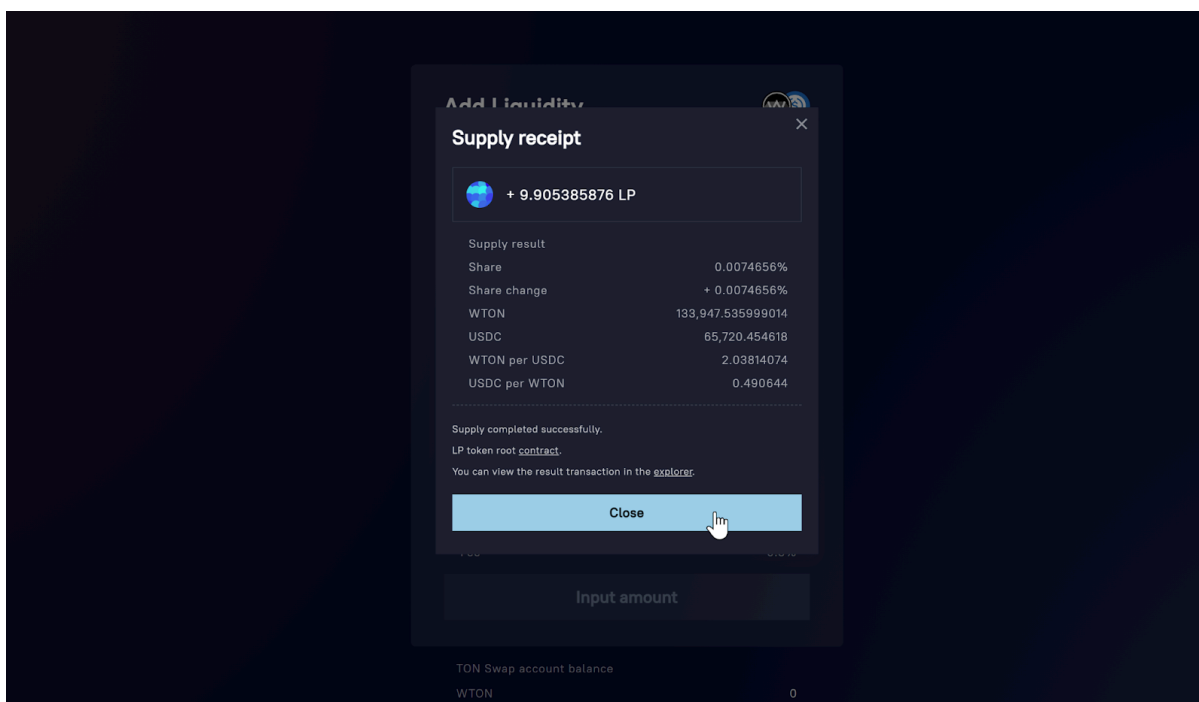 Add Liquidity
Supply receipt
+ 9.905385876 LP
Supply result
Share 0.0074656%
Share change + 0.0074656%
WTON 133,947.535999014
USDC 65,720.454618
WTON per USDC 2.03814074
USDC per WTON 0.490644
Supply completed successfully.
LP token root contract.
You can view the result transaction in the explorer.
Close
Input amount
TON Swap account balance
WTON 0